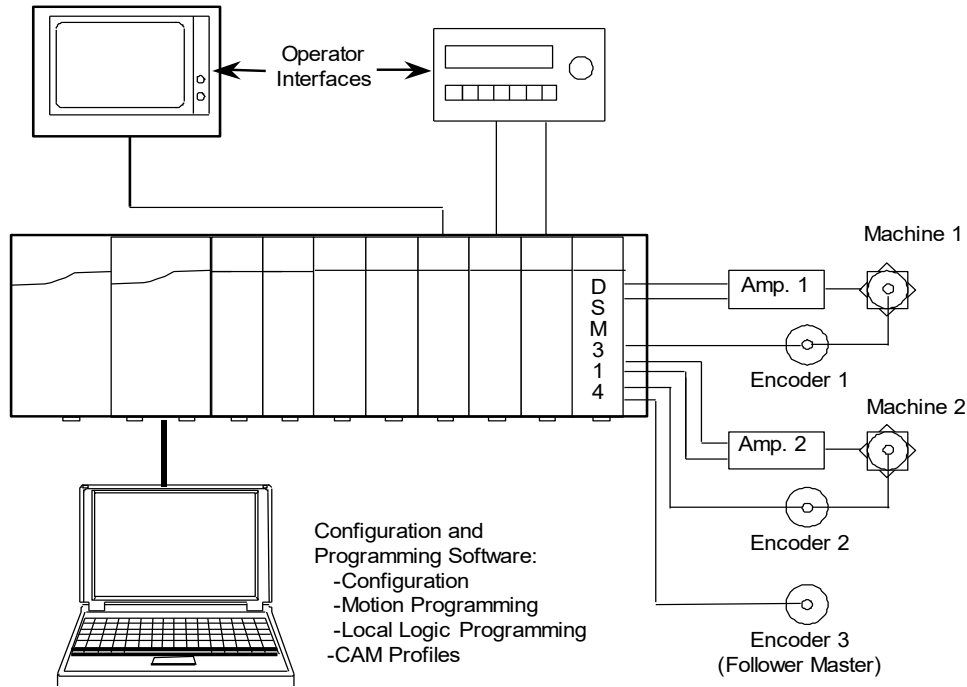 Operator
Interfaces
Machine 1
D
S
M
3
1
4
Amp. 1
Encoder 1
Machine 2
Amp. 2
Encoder 2
Configuration and
Programming Software:
-Configuration
-Motion Programming
-Local Logic Programming
-CAM Profiles
Encoder 3
(Follower Master)